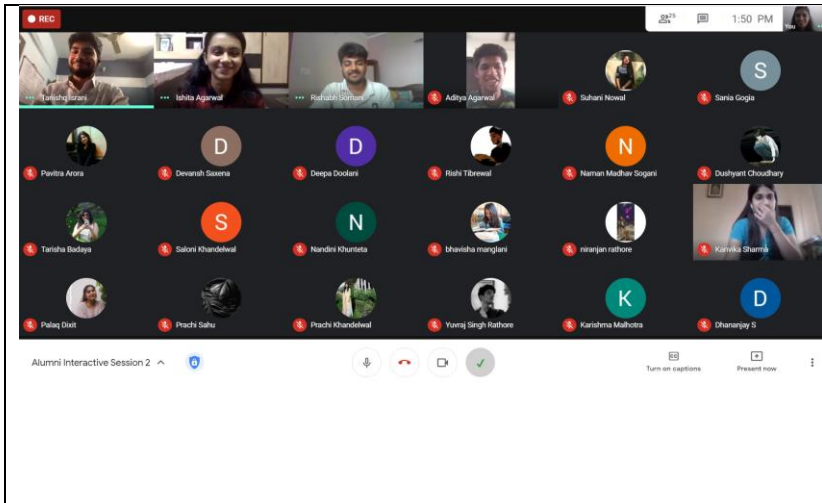 REC
25
1:50 PM
You
Tanishq Israni
Ishita Agarwal
Rishabh Somani
Aditya Agarwal
Suhani Nowal
S
Sania Gogia
Pavitra Arora
D
Devansh Saxena
D
Deepa Doolani
Rishi Tibrewal
N
Naman Madhav Sogani
Dushyant Choudhary
Tarisha Badaya
S
Saloni Khandelwal
N
Nandini Khunteta
bhavisha manglani
niranjan rathore
Kanvika Sharma
Palaq Dixit
Prachi Sahu
Prachi Khandelwal
Yuvraj Singh Rathore
K
Karishma Malhotra
D
Dhananjay S
Alumni Interactive Session 2
CC
Turn on captions
Present now